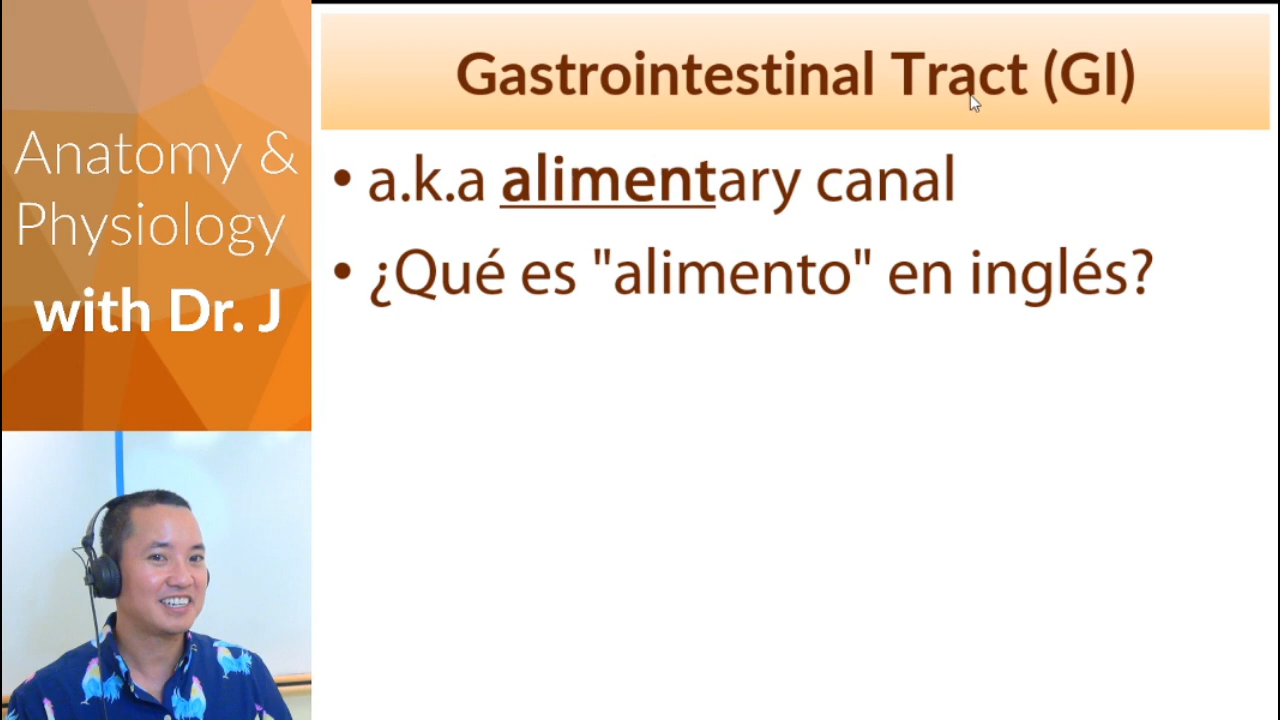 Anatomy &
Physiology
with Dr. J
Gastrointestinal Tract (GI)
• a.k.a alimentary canal
• ¿Qué es "alimento" en inglés?